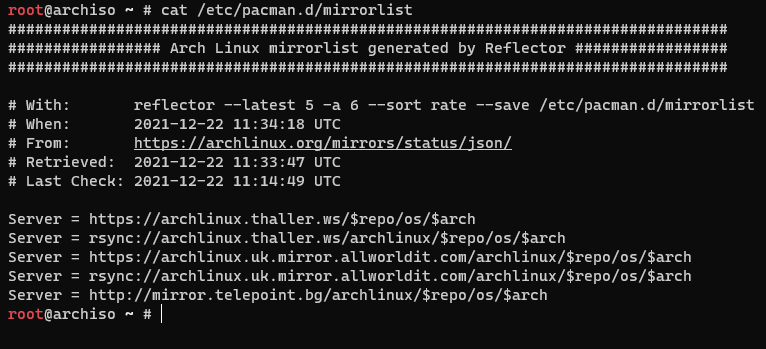 root@archiso ~ # cat /etc/pacman.d/mirrorlist
################################################################################
################# Arch Linux mirrorlist generated by Reflector #################
################################################################################
# With:       reflector --latest 5 -a 6 --sort rate --save /etc/pacman.d/mirrorlist
# When:       2021-12-22 11:34:18 UTC
# From:       https://archlinux.org/mirrors/status/json/
# Retrieved:  2021-12-22 11:33:47 UTC
# Last Check: 2021-12-22 11:14:49 UTC
Server = https://archlinux.thaller.ws/$repo/os/$arch
Server = rsync://archlinux.thaller.ws/archlinux/$repo/os/$arch
Server = https://archlinux.uk.mirror.allworldit.com/archlinux/$repo/os/$arch
Server = rsync://archlinux.uk.mirror.allworldit.com/archlinux/$repo/os/$arch
Server = http://mirror.telepoint.bg/archlinux/$repo/os/$arch
root@archiso ~ #